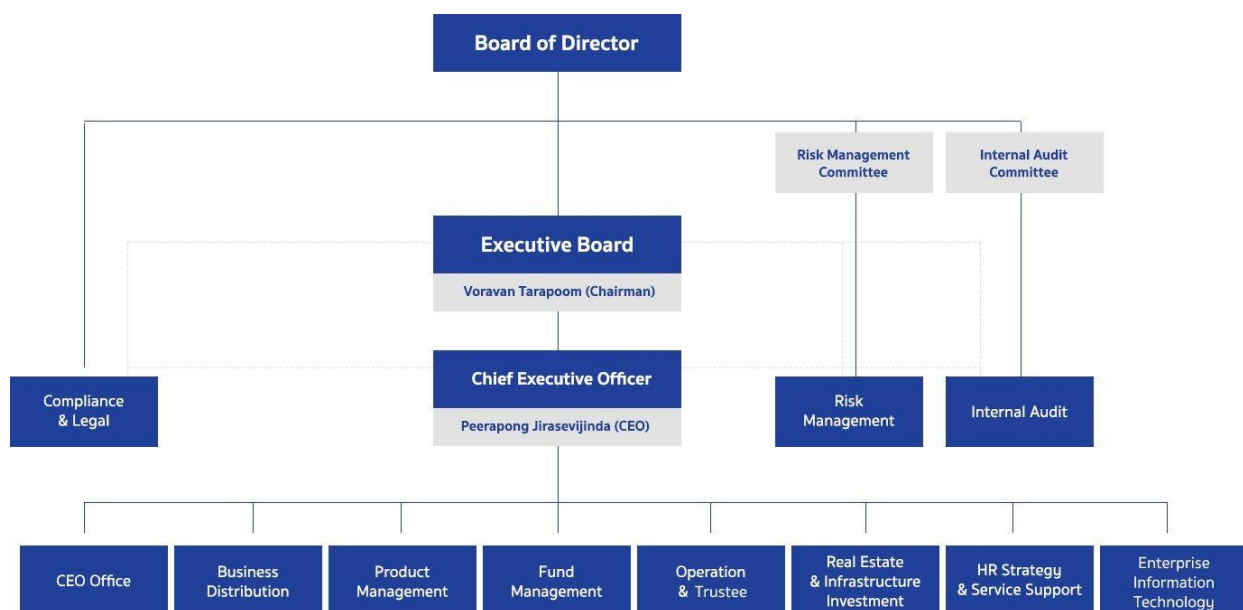 Board of Director
Risk Management
Committee
Internal Audit
Committee
Executive Board
Voravan Tarapoom (Chairman)
Chief Executive Officer
Peerapong Jirasevijinda (CEO)
Compliance
& Legal
Risk
Management
Internal Audit
CEO Office
Business
Distribution
Product
Management
Fund
Management
Operation
& Trustee
Real Estate
& Infrastructure
Investment
HR Strategy
& Service Support
Enterprise
Information
Technology